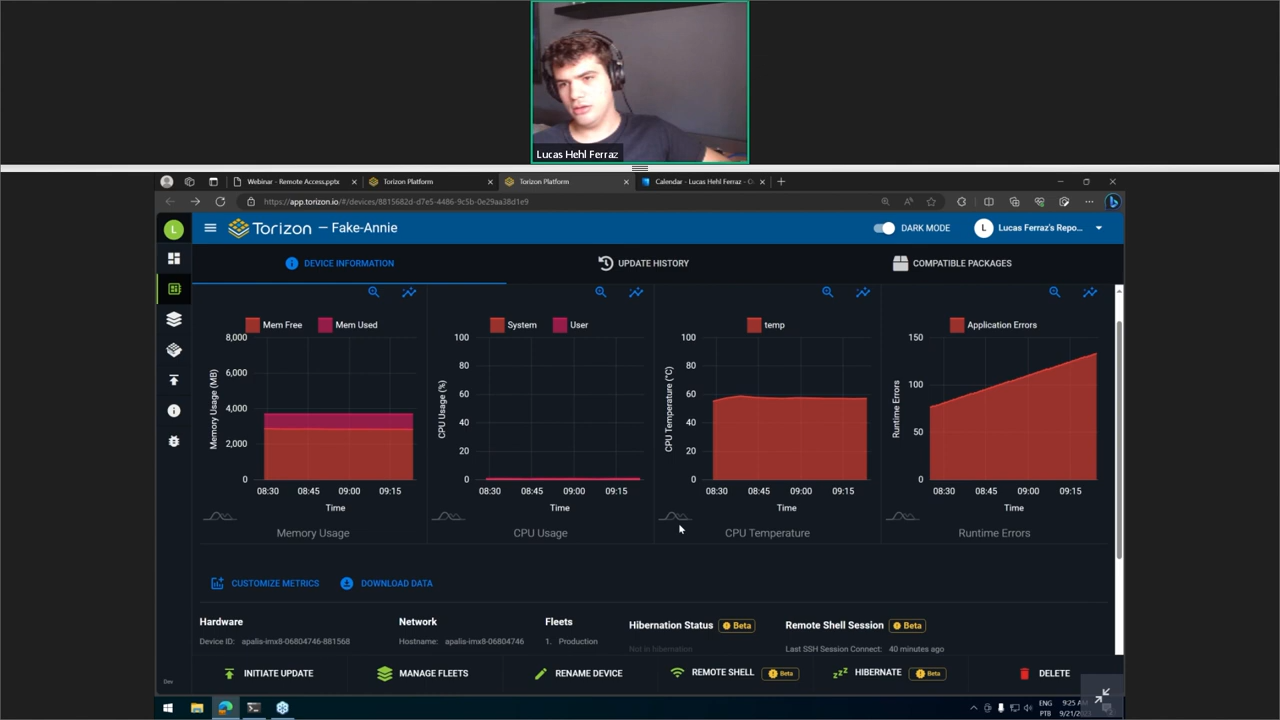 Lucas Hehl Ferraz
Webinar - Remote Access.pptx
Torizon Platform
Torizon Platform
Calendar - Lucas Hehl Ferraz -
https://app.torizon.io/#/devices/8815682d-d7e5-4486-9c5b-0e29aa38d1e9
L
Torizon — Fake-Annie
DARK MODE
L
Lucas Ferraz's Repo...
DEVICE INFORMATION
UPDATE HISTORY
COMPATIBLE PACKAGES
Mem Free
Mem Used
8,000
6,000
4,000
2,000
0
Memory Usage (MB)
08:30
08:45
09:00
09:15
Time
Memory Usage
System
User
100
80
60
40
20
0
CPU Usage (%)
08:30
08:45
09:00
09:15
Time
CPU Usage
temp
100
80
60
40
20
0
CPU Temperature (°C)
08:30
08:45
09:00
09:15
Time
CPU Temperature
Application Errors
150
100
50
0
Runtime Errors
08:30
08:45
09:00
09:15
Time
Runtime Errors
CUSTOMIZE METRICS
DOWNLOAD DATA
Hardware
Device ID: apalis-imx8-06804746-881568
Network
Hostname: apalis-imx8-06804746
Fleets
1. Production
Hibernation Status
Beta
Not in hibernation
Remote Shell Session
Beta
Last SSH Session Connect: 40 minutes ago
INITIATE UPDATE
MANAGE FLEETS
RENAME DEVICE
REMOTE SHELL
Beta
HIBERNATE
Beta
DELETE
Dev
ENG
PTB
9:25